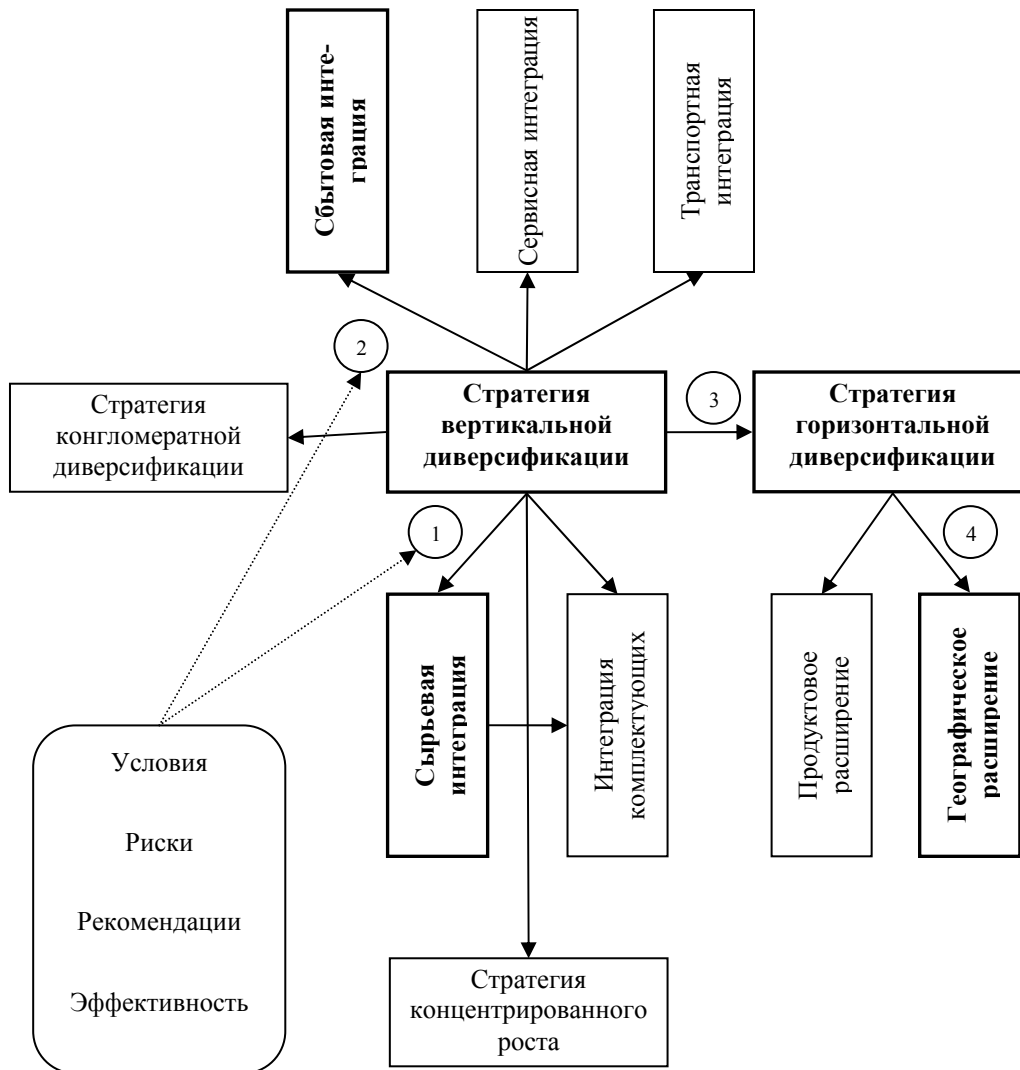 Сбытовая инте-
грация
Сервисная интеграция
Транспортная
интеграция
2
Стратегия
конгломератной
диверсификации
Стратегия
вертикальной
диверсификации
3
Стратегия
горизонтальной
диверсификации
1
4
Сырьевая
интеграция
Интеграция
комплектующих
Продуктовое
расширение
Географическое
расширение
Условия
Риски
Рекомендации
Эффективность
Стратегия
концентрированного
роста